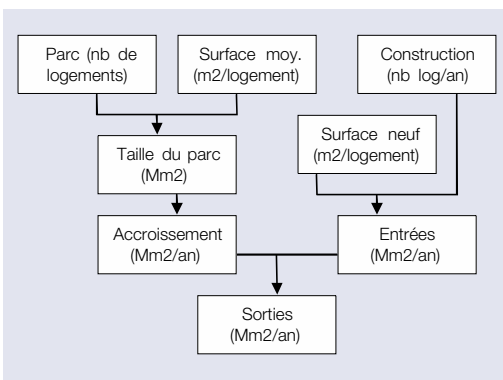 Parc (nb de
logements)
Surface moy.
(m2/logement)
Construction
(nb log/an)
Surface neuf
(m2/logement)
Taille du parc
(Mm2)
Accroissement
(Mm2/an)
Entrées
(Mm2/an)
Sorties
(Mm2/an)